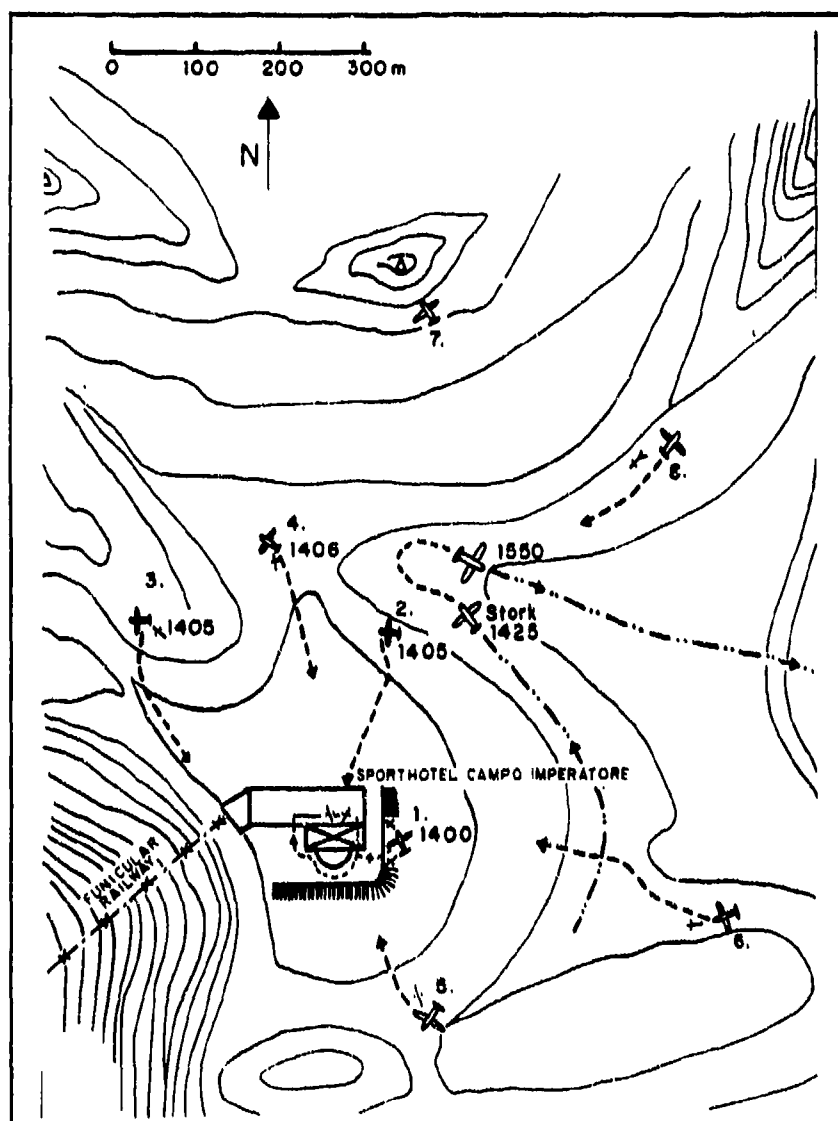 0 100 200 300 m
N
7.
8.
4.
1406
1550
3.
1405
2.
1405
Stork
1425
SPORTHOTEL CAMPO IMPERATORE
1.
1400
FUNICULAR
RAILWAY
6.
5.